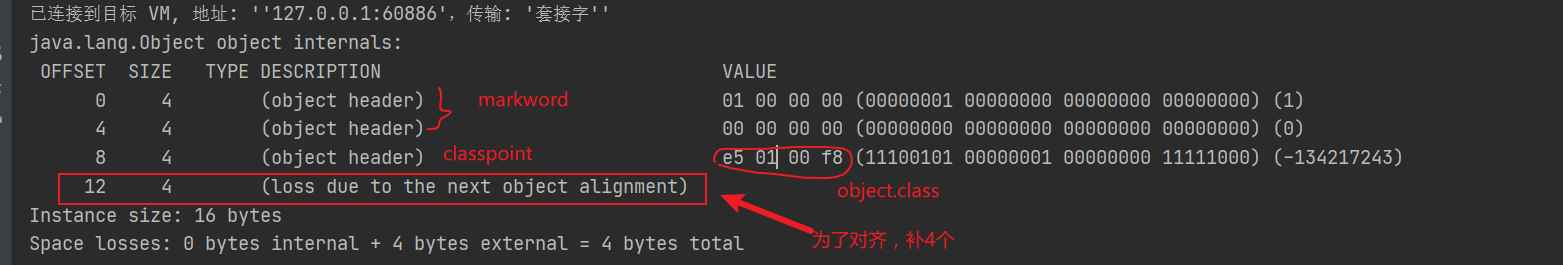 已连接到目标 VM, 地址: ''127.0.0.1:60886'，传输: '套接字''
java.lang.Object object internals:
OFFSET SIZE TYPE DESCRIPTION VALUE
0 4 (object header) markword 01 00 00 00 (00000001 00000000 00000000 00000000) (1)
4 4 (object header) 00 00 00 00 (00000000 00000000 00000000 00000000) (0)
8 4 (object header) classpoint e5 01 00 f8 (11100101 00000001 00000000 11111000) (-134217243)
12 4 (loss due to the next object alignment) object.class
Instance size: 16 bytes
Space losses: 0 bytes internal + 4 bytes external = 4 bytes total 为了对齐，补4个